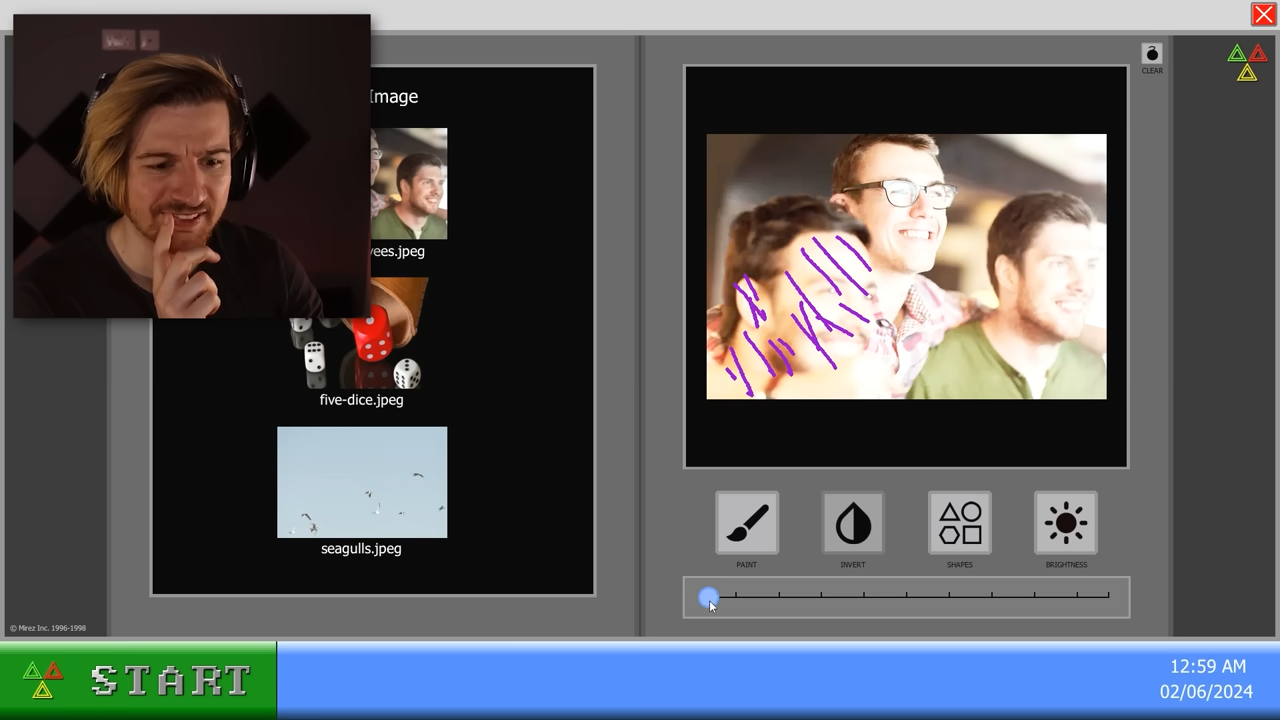 CLEAR
Image
vees.jpeg
five-dice.jpeg
seagulls.jpeg
PAINT
INVERT
SHAPES
BRIGHTNESS
© Mirez Inc. 1996-1998
START
12:59 AM
02/06/2024